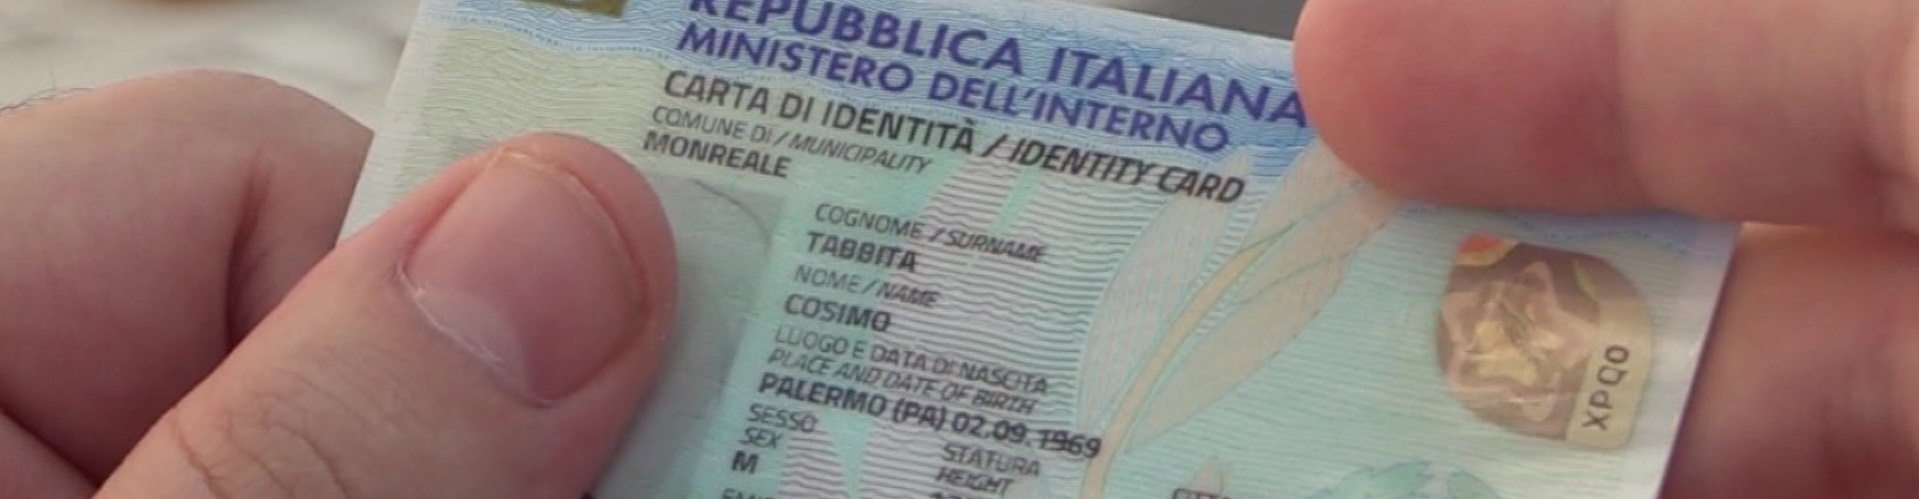 REPUBBLICA ITALIANA
MINISTERO DELL'INTERNO
CARTA DI IDENTITÀ / IDENTITY CARD
COMUNE DI / MUNICIPALITY
MONREALE
COGNOME / SURNAME
TABBITA
NOME / NAME
COSIMO
LUOGO E DATA DI NASCITA
PLACE AND DATE OF BIRTH
PALERMO (PA) 02.09.1969
SESSO
SEX
M
STATURA
HEIGHT
XPQO